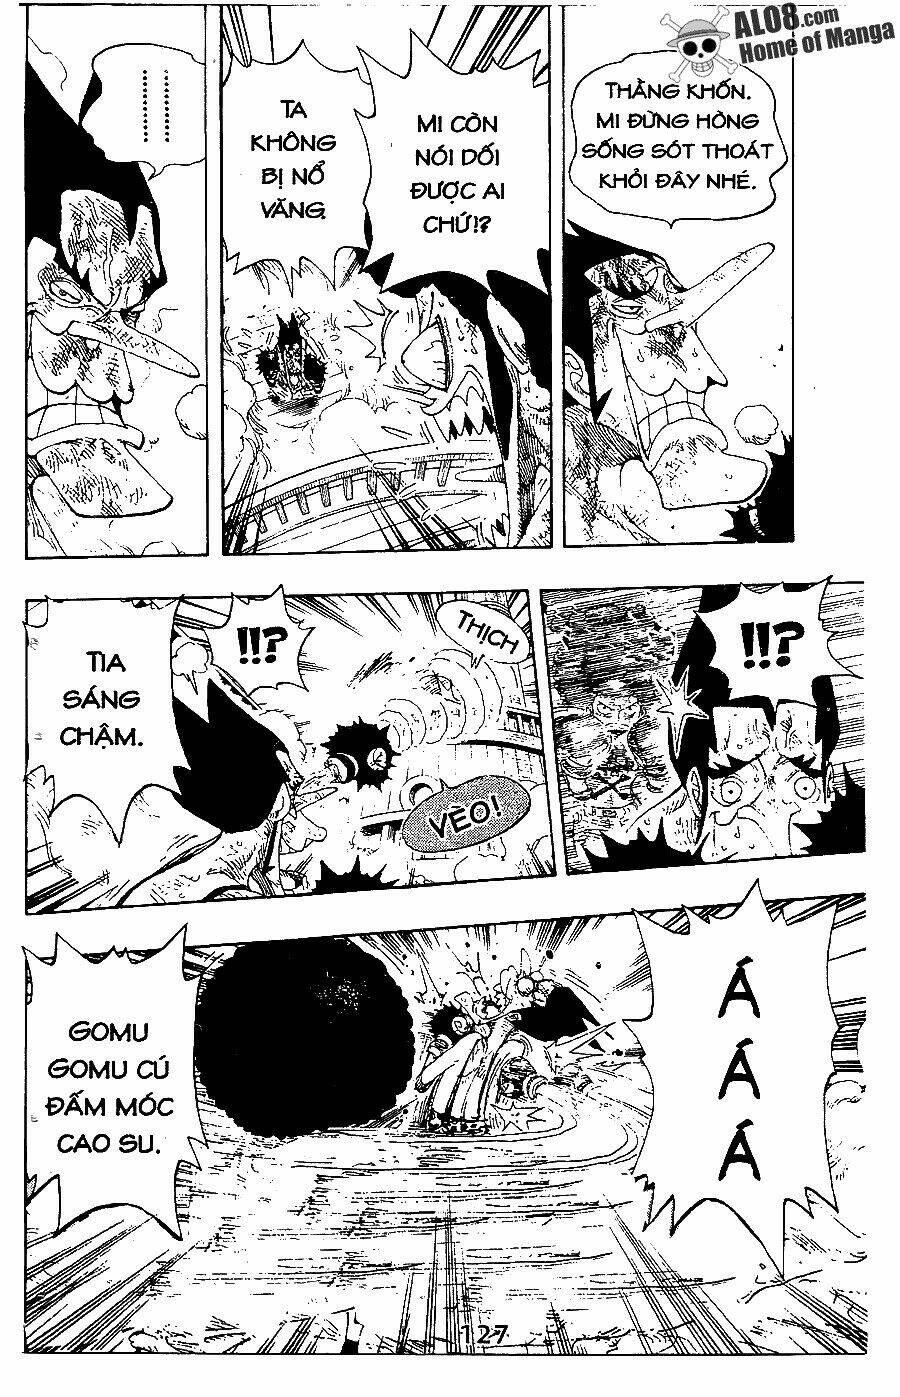 ALO8.com
Home of Manga
THẰNG KHỐN.
MI ĐỪNG HÒNG
SỐNG SÓT THOÁT
KHỎI ĐÂY NHÉ.
MI CÒN
NÓI DỐI
ĐƯỢC AI
CHỨ!?
TA
KHÔNG
BỊ NỔ
VĂNG
..........
!!?
THỊCH
!!?
VÈO!
TIA
SÁNG
CHẬM.
Á
Á
Á
GOMU
GOMU CÚ
ĐẤM MÓC
CAO SU.
127